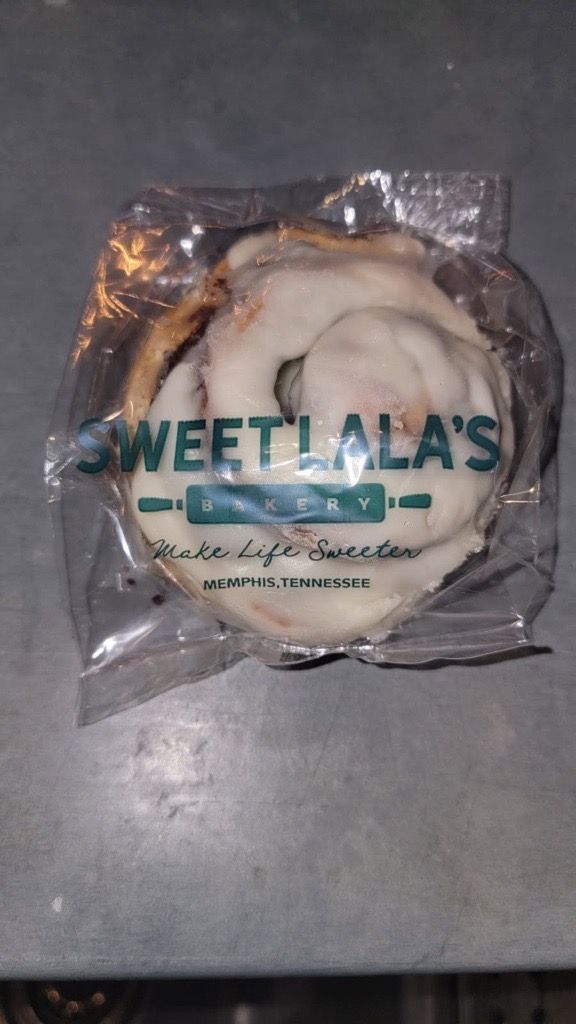 SWEET LALA'S
BAKERY
Make Life Sweeter
MEMPHIS, TENNESSEE